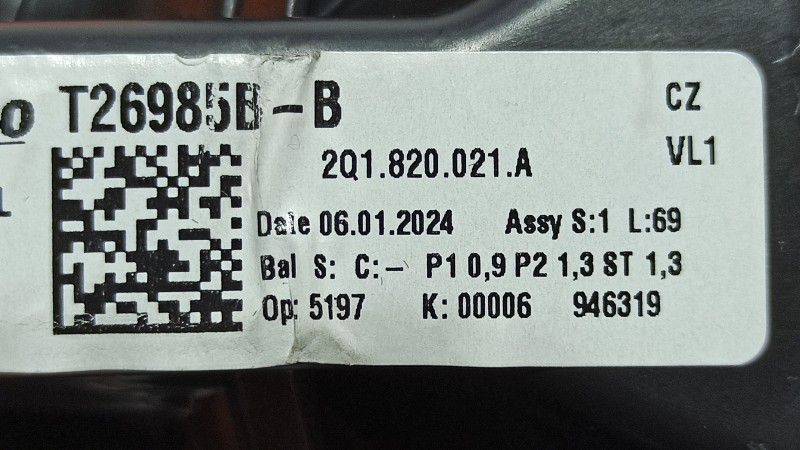 T26985B-B CZ
2Q1.820.021.A VL1
Date 06.01.2024 Assy S:1 L:69
Bal S: C:- P1 0,9 P2 1,3 ST 1,3
Op: 5197 K: 00006 946319